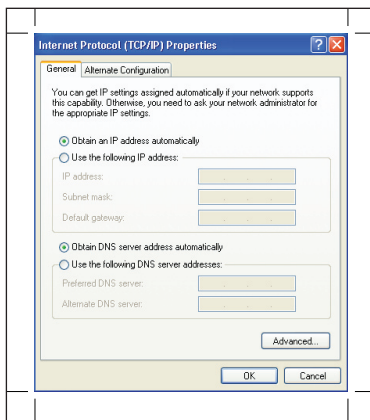 Internet Protocol (TCP/IP) Properties
General
Alternate Configuration
You can get IP settings assigned automatically if your network supports
this capability. Otherwise, you need to ask your network administrator for
the appropriate IP settings.
Obtain an IP address automatically
Use the following IP address:
IP address:
Subnet mask:
Default gateway:
Obtain DNS server address automatically
Use the following DNS server addresses:
Preferred DNS server:
Alternate DNS server:
Advanced...
OK
Cancel